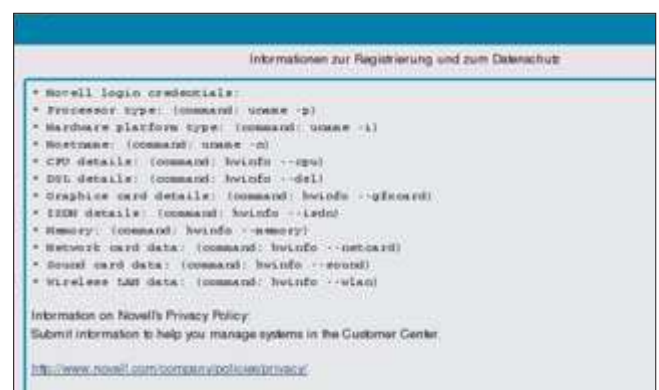 Informationen zur Registrierung und zum Datenschutz
* Novell login credentials:
* Processor type: (command: uname -p)
* Hardware platform type: (command: uname -i)
* Hostname: (command: uname -n)
* CPU details: (command: hwinfo --cpu)
* DSL details: (command: hwinfo --dsl)
* Graphics card details: (command: hwinfo --gfxcard)
* ISDN details: (command: hwinfo --isdn)
* Memory: (command: hwinfo --memory)
* Network card data: (command: hwinfo --netcard)
* Sound card data: (command: hwinfo --sound)
* Wireless LAN data: (command: hwinfo --wlan)
Information on Novell's Privacy Policy:
Submit information to help you manage systems in the Customer Center.
http://www.novell.com/company/policies/privacy/